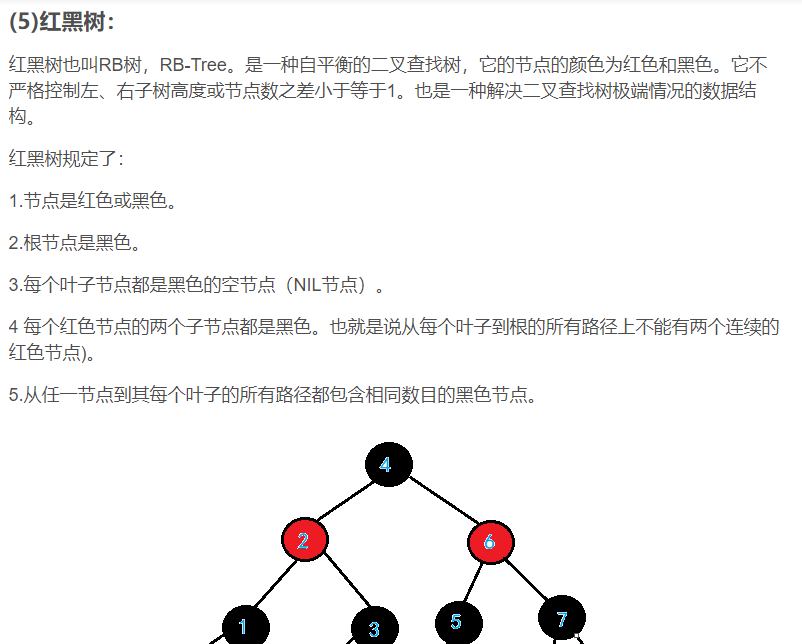 (5)红黑树：
红黑树也叫RB树，RB-Tree。是一种自平衡的二叉查找树，它的节点的颜色为红色和黑色。它不
严格控制左、右子树高度或节点数之差小于等于1。也是一种解决二叉查找树极端情况的数据结
构。
红黑树规定了：
1.节点是红色或黑色。
2.根节点是黑色。
3.每个叶子节点都是黑色的空节点（NIL节点）。
4 每个红色节点的两个子节点都是黑色。也就是说从每个叶子到根的所有路径上不能有两个连续的
红色节点)。
5.从任一节点到其每个叶子的所有路径都包含相同数目的黑色节点。
4
2
6
1
3
5
7